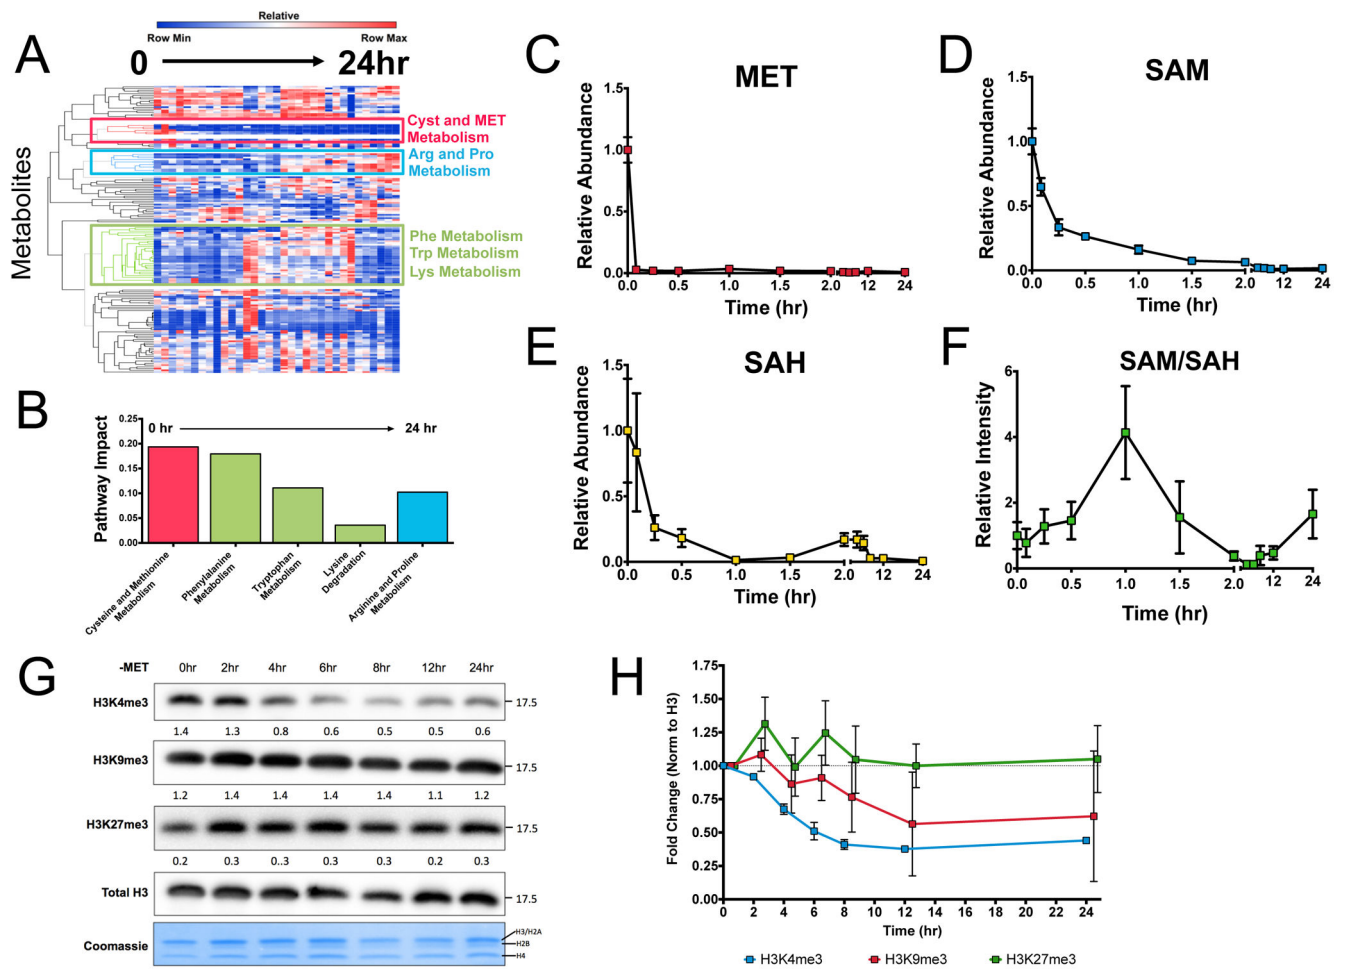 A
Relative
Row Min Row Max
0 24hr
Metabolites
Cyst and MET
Metabolism
Arg and Pro
Metabolism
Phe Metabolism
Trp Metabolism
Lys Metabolism
B
Pathway Impact
0.25
0.20
0.15
0.10
0.05
0.00
0 hr 24 hr
Cysteine and Methionine
Metabolism
Phenylalanine
Metabolism
Tryptophan
Metabolism
Lysine
Degradation
Arginine and Proline
Metabolism
C
MET
Relative Abundance
1.5
1.0
0.5
0.0
0.0 0.5 1.0 1.5 2.0 12 24
Time (hr)
D
SAM
Relative Abundance
1.5
1.0
0.5
0.0
0.0 0.5 1.0 1.5 2.0 12 24
Time (hr)
E
SAH
Relative Abundance
1.5
1.0
0.5
0.0
0.0 0.5 1.0 1.5 2.0 12 24
Time (hr)
F
SAM/SAH
Relative Intensity
6
4
2
0
0.0 0.5 1.0 1.5 2.0 12 24
Time (hr)
G
-MET 0hr 2hr 4hr 6hr 8hr 12hr 24hr
H3K4me3 17.5
1.4 1.3 0.8 0.6 0.5 0.5 0.6
H3K9me3 17.5
1.2 1.4 1.4 1.4 1.4 1.1 1.2
H3K27me3 17.5
0.2 0.3 0.3 0.3 0.3 0.2 0.3
Total H3 17.5
Coomassie
H3/H2A
H2B
H4
H
Fold Change (Norm to H3)
1.75
1.50
1.25
1.00
0.75
0.50
0.25
0.00
0 2 4 6 8 10 12 14 16 18 20 22 24
Time (hr)
H3K4me3 H3K9me3 H3K27me3